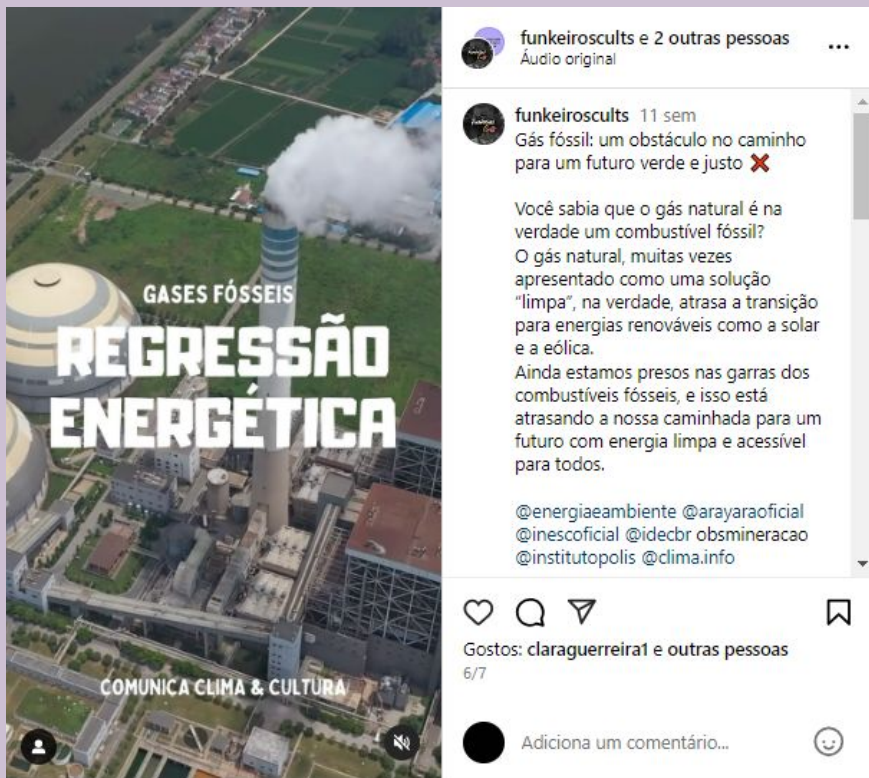 GASES FÓSSEIS
REGRESSÃO
ENERGÉTICA
COMUNICA CLIMA & CULTURA
funkeiroscults e 2 outras pessoas
Áudio original
funkeiroscults 11 sem
Gás fóssil: um obstáculo no caminho
para um futuro verde e justo ❌
Você sabia que o gás natural é na
verdade um combustível fóssil?
O gás natural, muitas vezes
apresentado como uma solução
"limpa", na verdade, atrasa a transição
para energias renováveis como a solar
e a eólica.
Ainda estamos presos nas garras dos
combustíveis fósseis, e isso está
atrasando a nossa caminhada para um
futuro com energia limpa e acessível
para todos.
@energiaeambiente @arayaraoficial
@inescoficial @idecbr obsmineracao
@institutopolis @clima.info
Gostos: claraguerreira1 e outras pessoas
6/7
Adiciona um comentário...